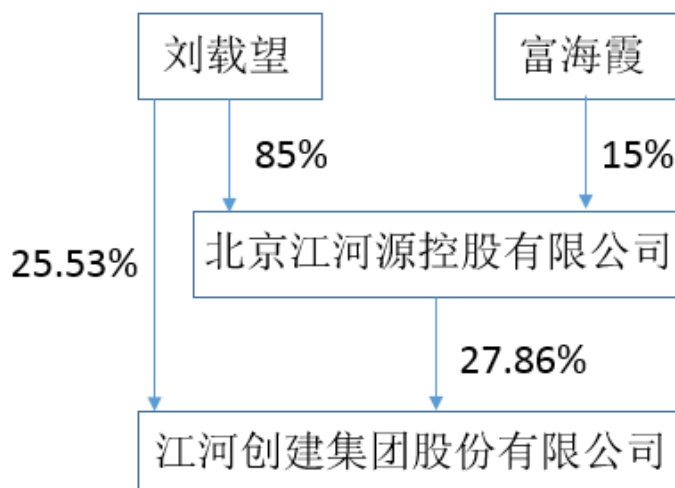 刘载望
富海霞
85%
15%
北京江河源控股有限公司
25.53%
27.86%
江河创建集团股份有限公司